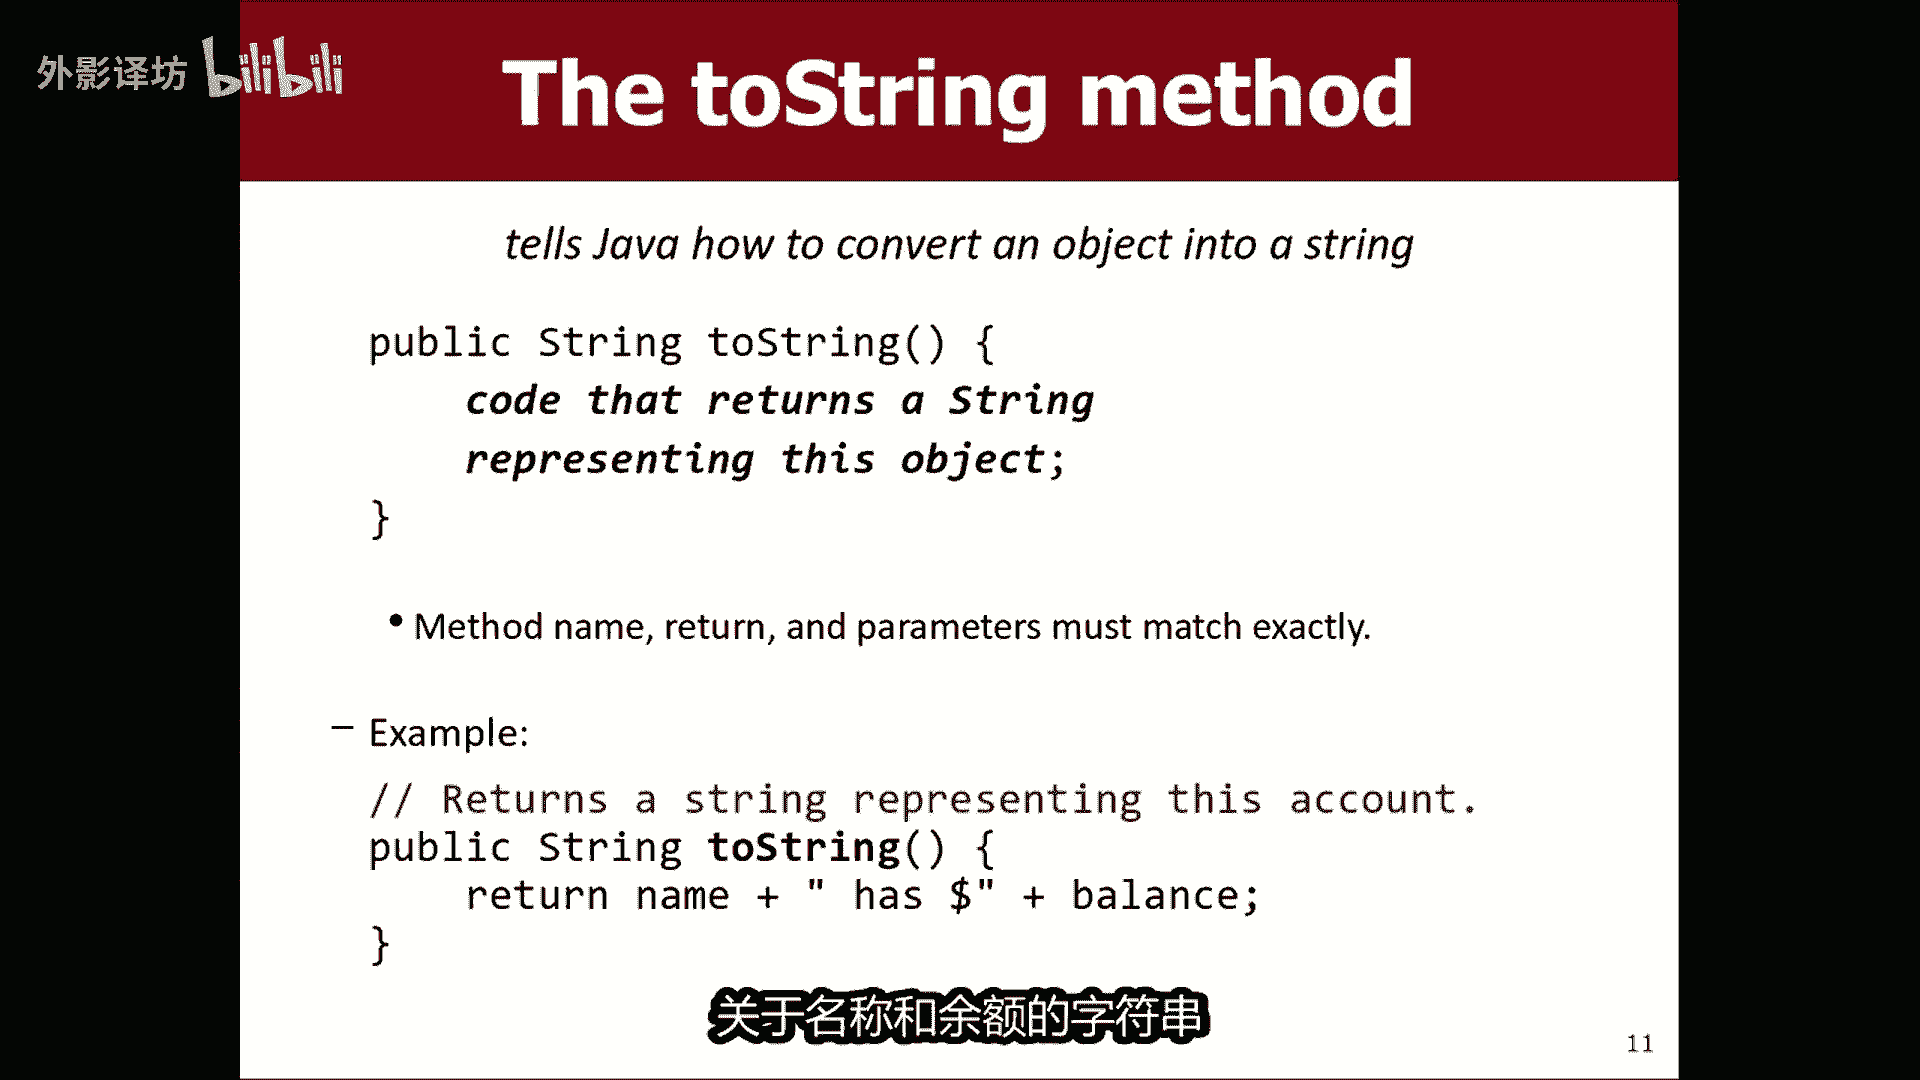 外影译坊 bilibili
The toString method
tells Java how to convert an object into a string
public String toString() {
    code that returns a String
    representing this object;
}
• Method name, return, and parameters must match exactly.
– Example:
// Returns a string representing this account.
public String toString() {
    return name + " has $" + balance;
}
关于名称和余额的字符串
11